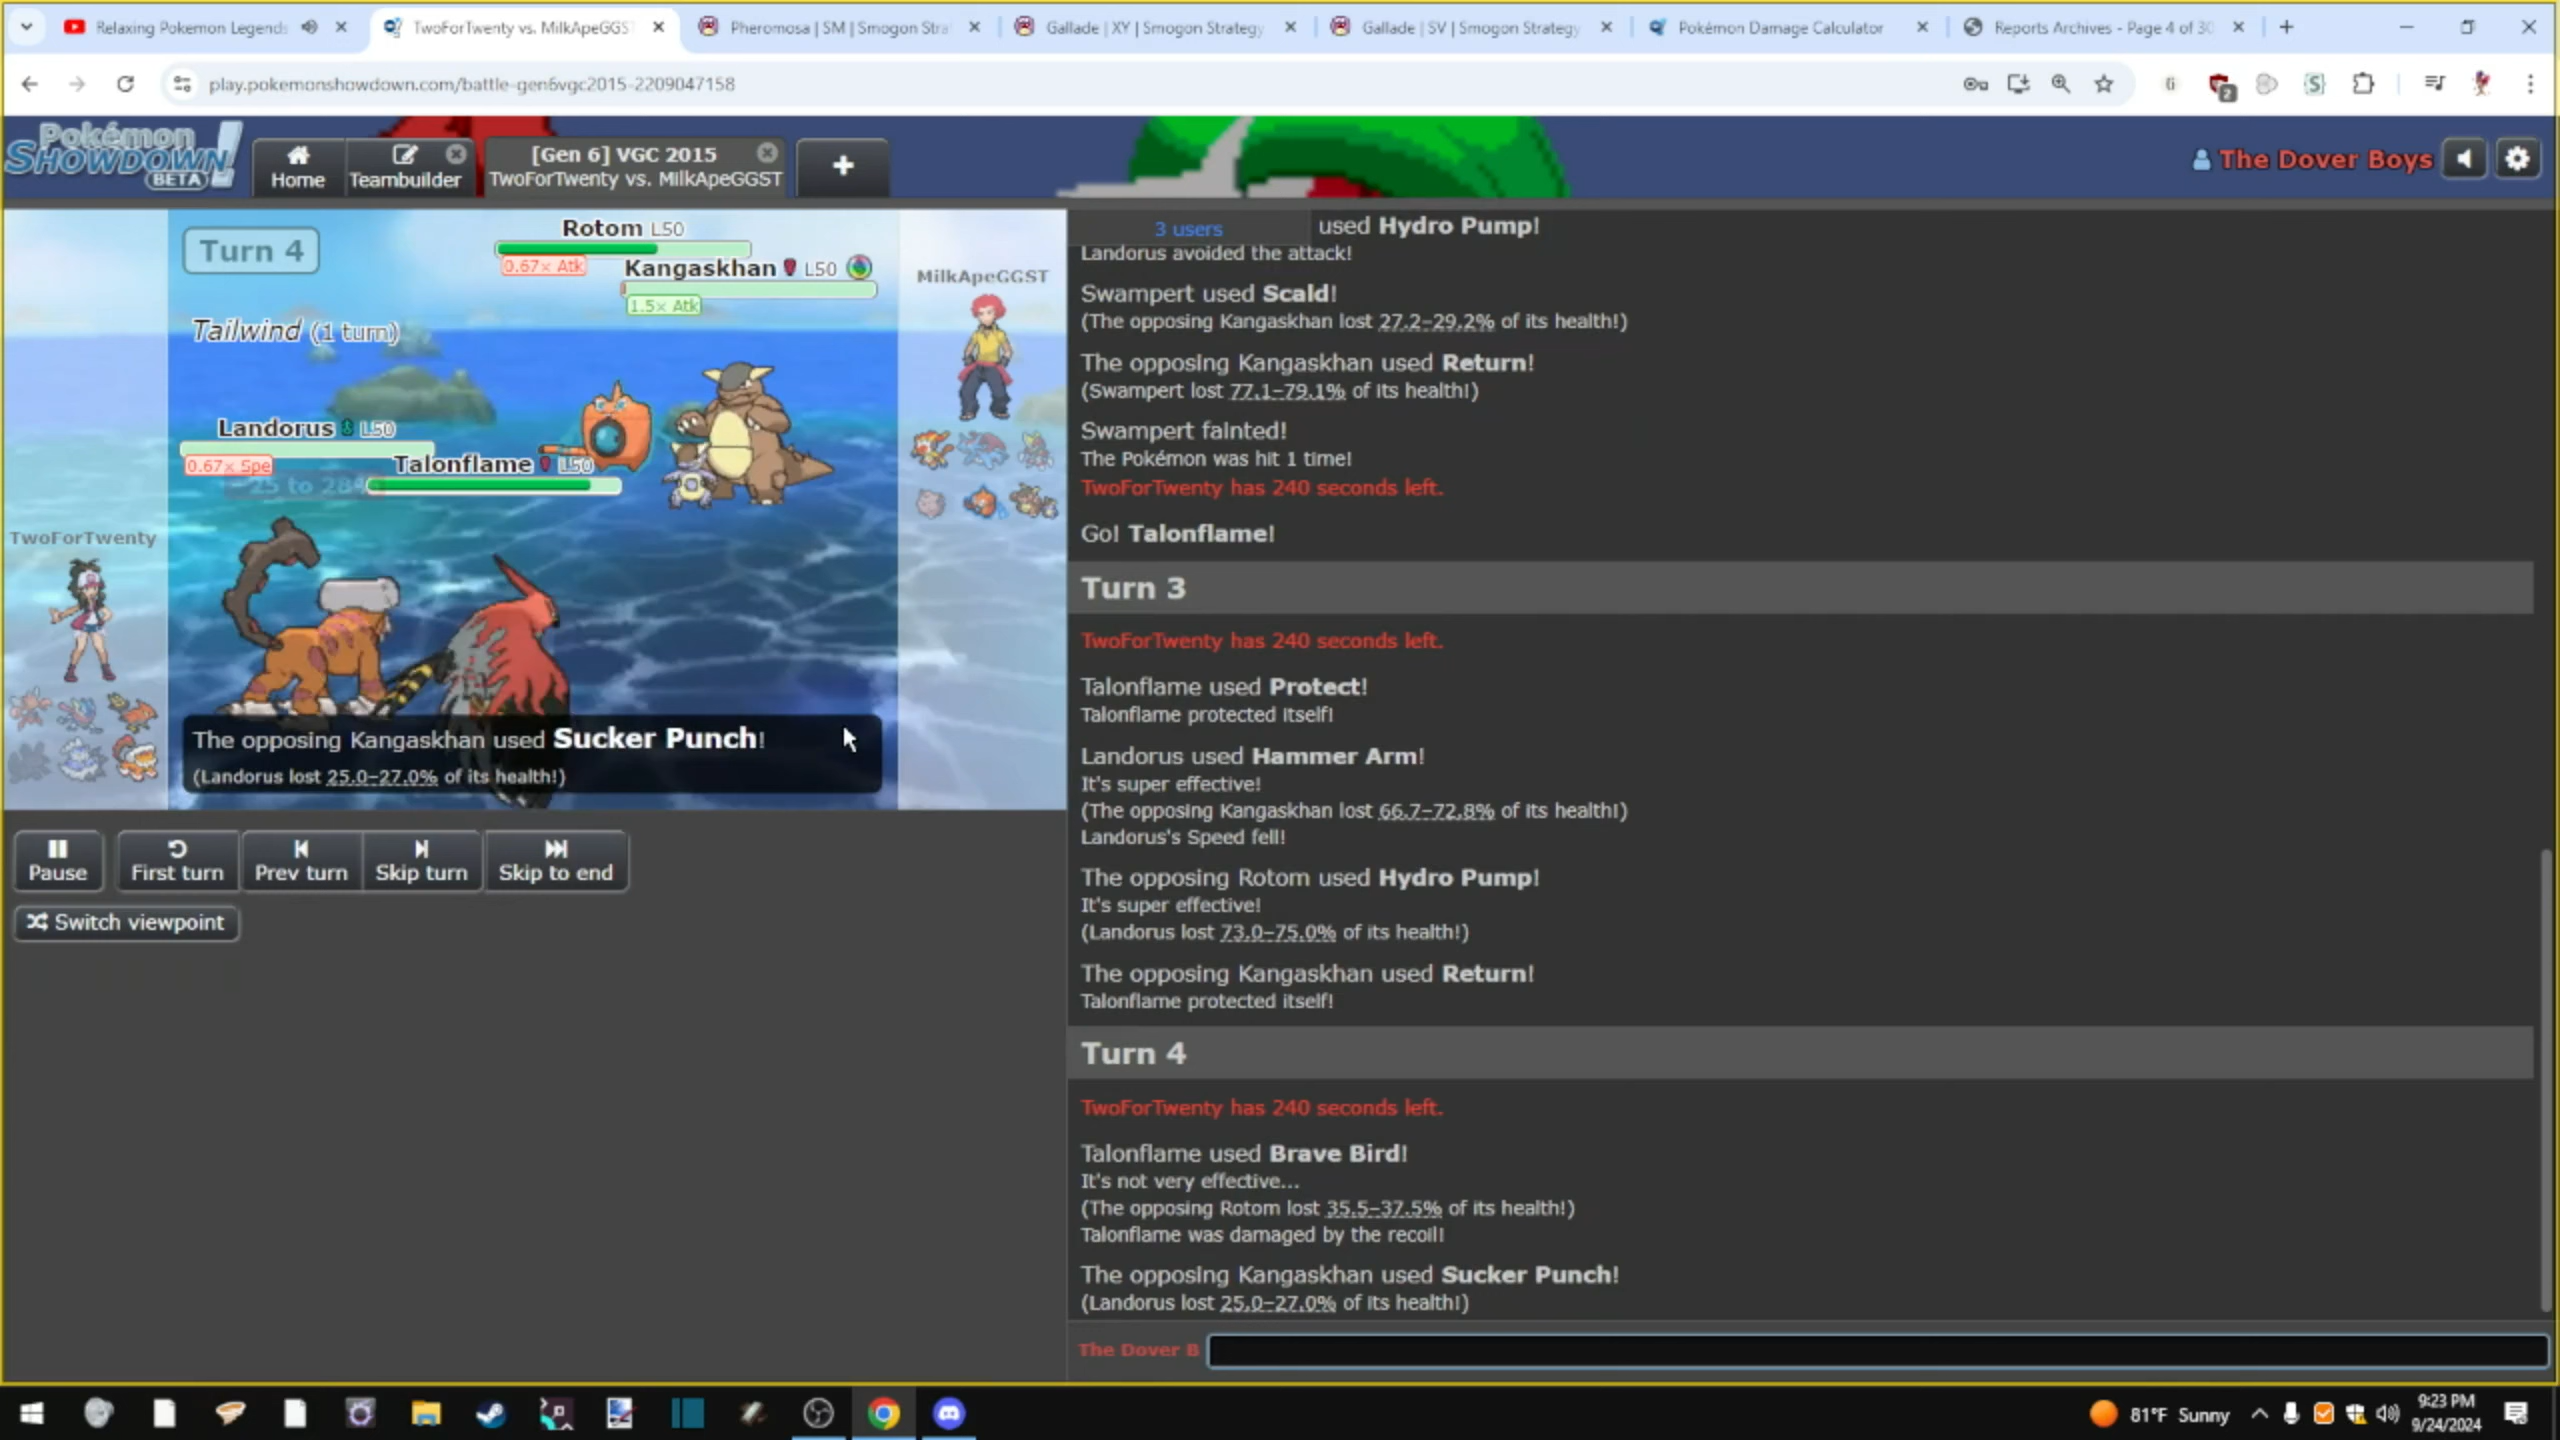 Relaxing Pokemon Legends
TwoForTwenty vs. MilkApeGGST
Pheromosa | SM | Smogon Stra
Gallade | XY | Smogon Strategy
Gallade | SV | Smogon Strategy
Pokémon Damage Calculator
Reports Archives - Page 4 of 30
play.pokemonshowdown.com/battle-gen6vgc2015-2209047158
Pokémon
SHOWDOWN!
BETA
Home
Teambuilder
[Gen 6] VGC 2015
TwoForTwenty vs. MilkApeGGST
The Dover Boys
Turn 4
Rotom L50
0.67× Atk
Kangaskhan L50
1.5× Atk
MilkApeGGST
Tailwind (1 turn)
Landorus L50
0.67× Spe
Talonflame L50
TwoForTwenty
The opposing Kangaskhan used Sucker Punch!
(Landorus lost 25.0–27.0% of its health!)
Pause
First turn
Prev turn
Skip turn
Skip to end
Switch viewpoint
3 users
used Hydro Pump!
Landorus avoided the attack!
Swampert used Scald!
(The opposing Kangaskhan lost 27.2–29.2% of its health!)
The opposing Kangaskhan used Return!
(Swampert lost 77.1–79.1% of its health!)
Swampert fainted!
The Pokémon was hit 1 time!
TwoForTwenty has 240 seconds left.
Go! Talonflame!
Turn 3
TwoForTwenty has 240 seconds left.
Talonflame used Protect!
Talonflame protected itself!
Landorus used Hammer Arm!
It's super effective!
(The opposing Kangaskhan lost 66.7–72.8% of its health!)
Landorus's Speed fell!
The opposing Rotom used Hydro Pump!
It's super effective!
(Landorus lost 73.0–75.0% of its health!)
The opposing Kangaskhan used Return!
Talonflame protected itself!
Turn 4
TwoForTwenty has 240 seconds left.
Talonflame used Brave Bird!
It's not very effective...
(The opposing Rotom lost 35.5–37.5% of its health!)
Talonflame was damaged by the recoil!
The opposing Kangaskhan used Sucker Punch!
(Landorus lost 25.0–27.0% of its health!)
The Dover B
2
81°F Sunny
9:23 PM
9/24/2024